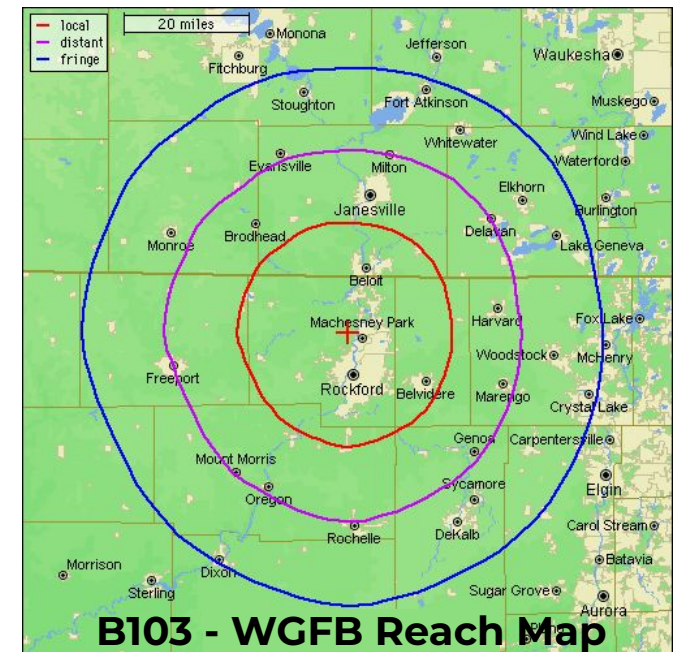 local
distant
fringe
20 miles
Monona
Jefferson
Waukesha
Fitchburg
Stoughton
Fort Atkinson
Muskego
Whitewater
Wind Lake
Waterford
Evansville
Milton
Elkhorn
Janesville
Burlington
Brodhead
Delavan
Monroe
Lake Geneva
Beloit
Machesney Park
Harvard
Fox Lake
Woodstock
McHenry
Freeport
Rockford
Belvidere
Marengo
Crystal Lake
Genoa
Carpentersville
Mount Morris
Sycamore
Elgin
Oregon
Rochelle
DeKalb
Carol Stream
Dixon
Batavia
Morrison
Sterling
Sugar Grove
Aurora
B103 - WGFB Reach Map